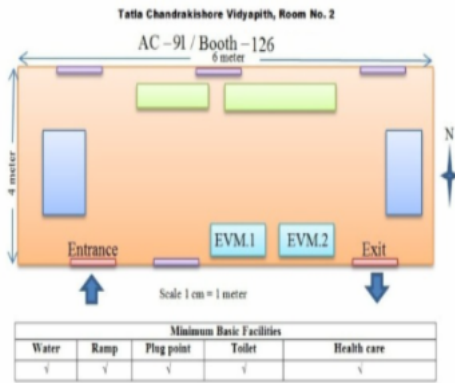 Tatla Chandrakishore Vidyapith, Room No. 2
AC –91 / Booth –126
6 meter
4 meter
N
EVM.1 EVM.2
Entrance Exit
Scale 1 cm = 1 meter
Minimum Basic Facilities
Water Ramp Plug point Toilet Health care
√ √ √ √ √